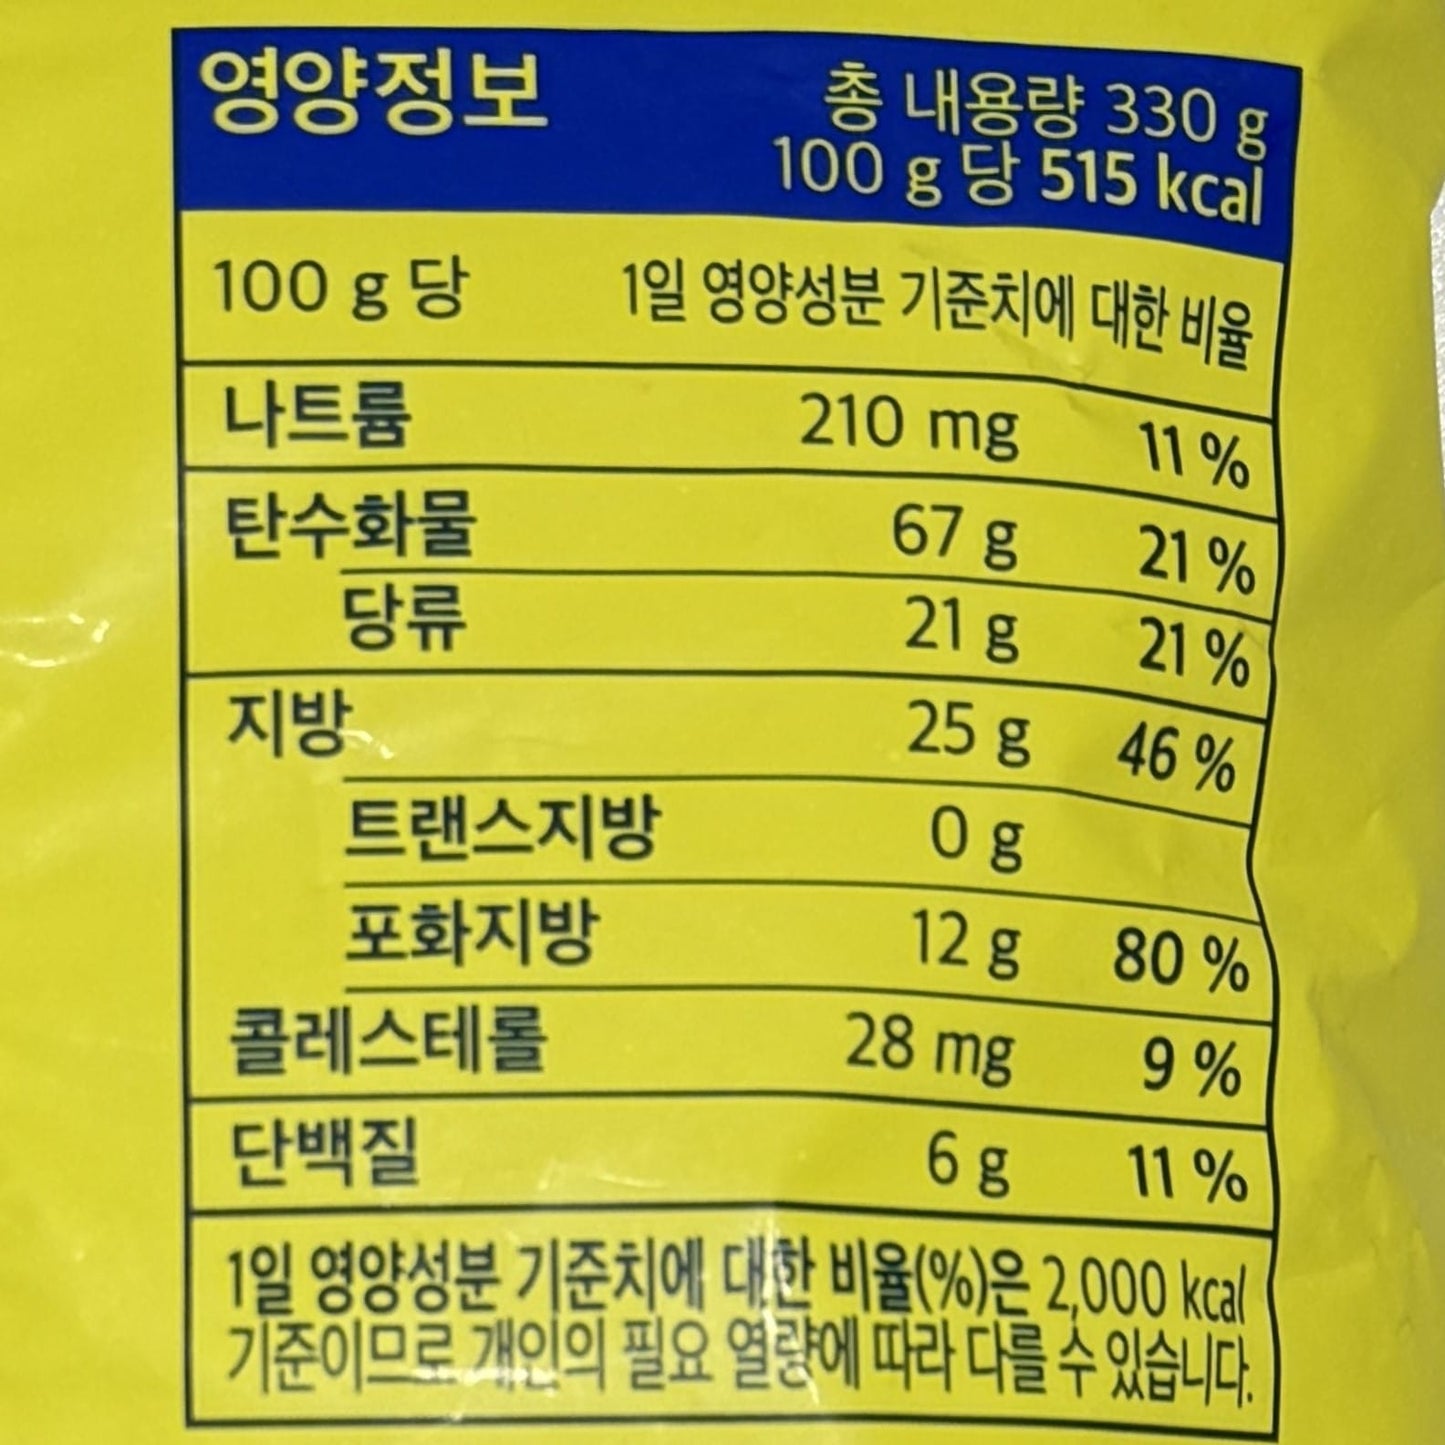 영양정보
총 내용량 330 g
100 g 당 515 kcal
100 g 당 1일 영양성분 기준치에 대한 비율
나트륨 210 mg 11 %
탄수화물 67 g 21 %
당류 21 g 21 %
지방 25 g 46 %
트랜스지방 0 g
포화지방 12 g 80 %
콜레스테롤 28 mg 9 %
단백질 6 g 11 %
1일 영양성분 기준치에 대한 비율(%)은 2,000 kcal
기준이므로 개인의 필요 열량에 따라 다를 수 있습니다.